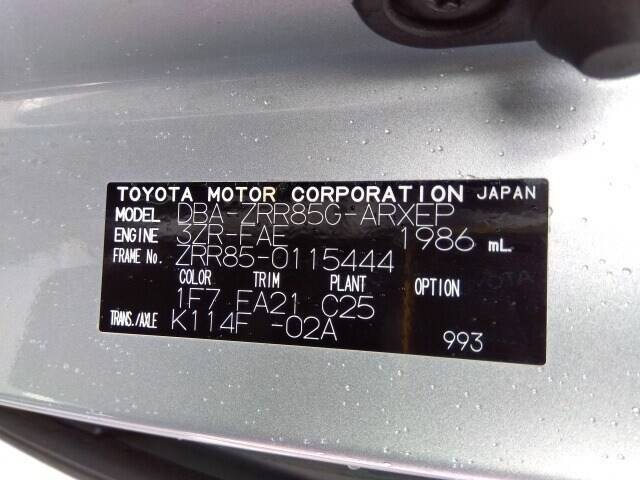 TOYOTA MOTOR CORPORATION JAPAN
MODEL DBA-ZRR85G-ARXEP
ENGINE 3ZR-FAE 1986 mL
FRAME No. ZRR85-0115444
COLOR TRIM PLANT OPTION
1F7 FA21 C25
TRANS./AXLE K114F -02A 993